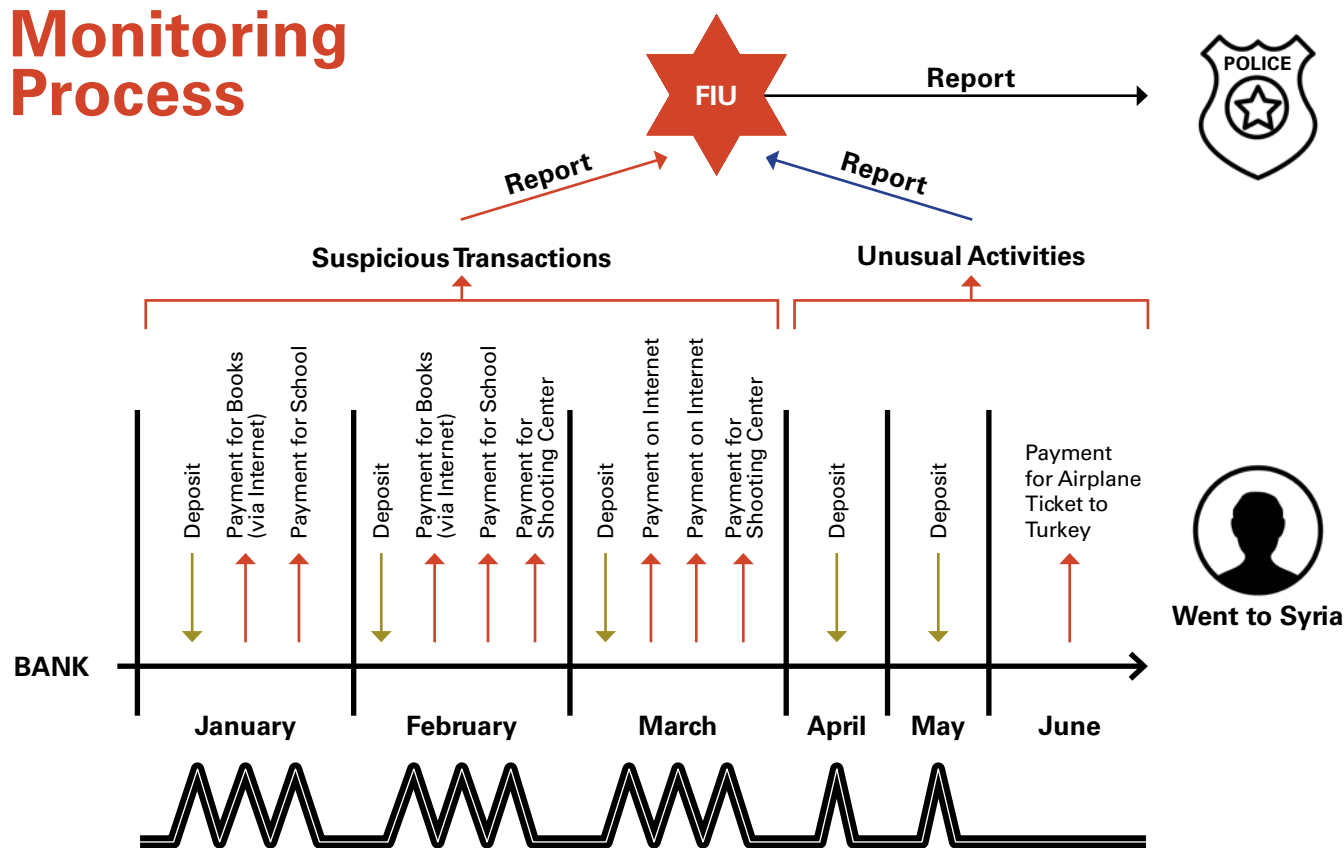 Monitoring
Process
FIU
Report
POLICE
Report
Report
Suspicious Transactions
Unusual Activities
Deposit
Payment for Books
(via Internet)
Payment for School
Deposit
Payment for Books
(via Internet)
Payment for School
Payment for
Shooting Center
Deposit
Payment on Internet
Payment on Internet
Payment for
Shooting Center
Deposit
Deposit
Payment
for Airplane
Ticket to
Turkey
Went to Syria
BANK
January
February
March
April
May
June